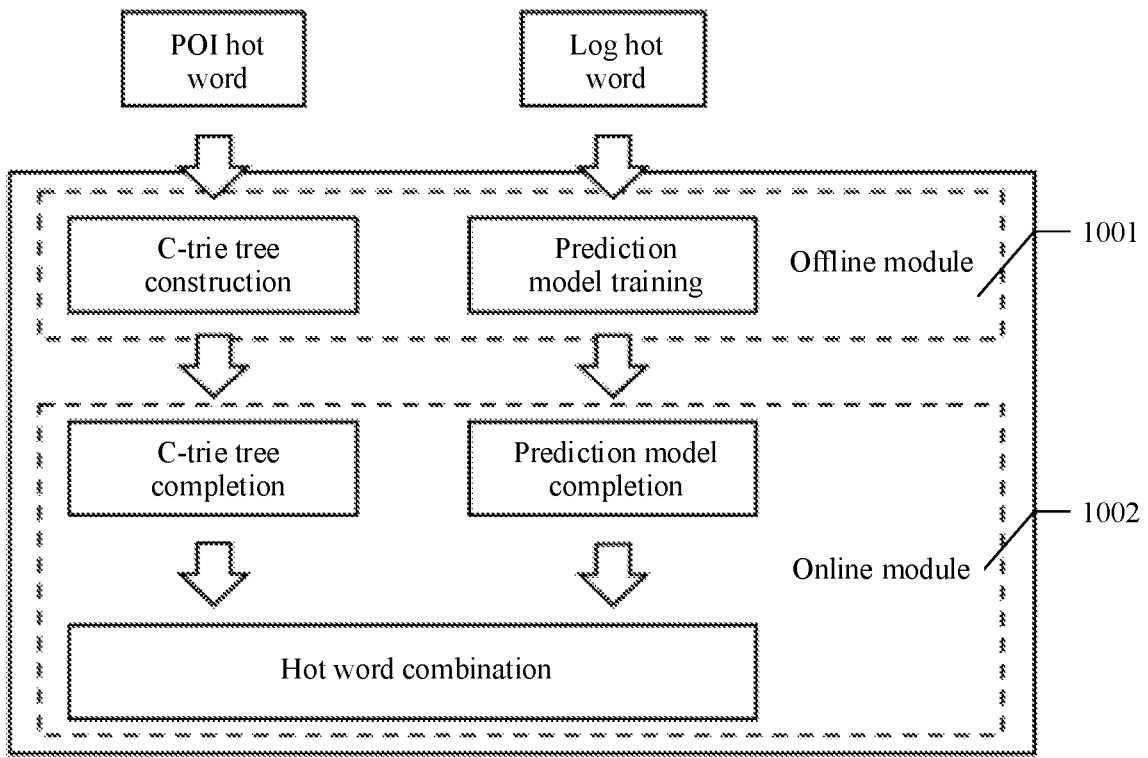 POI hot
word
Log hot
word
C-trie tree
construction
Prediction
model training
Offline module
1001
C-trie tree
completion
Prediction model
completion
Online module
1002
Hot word combination